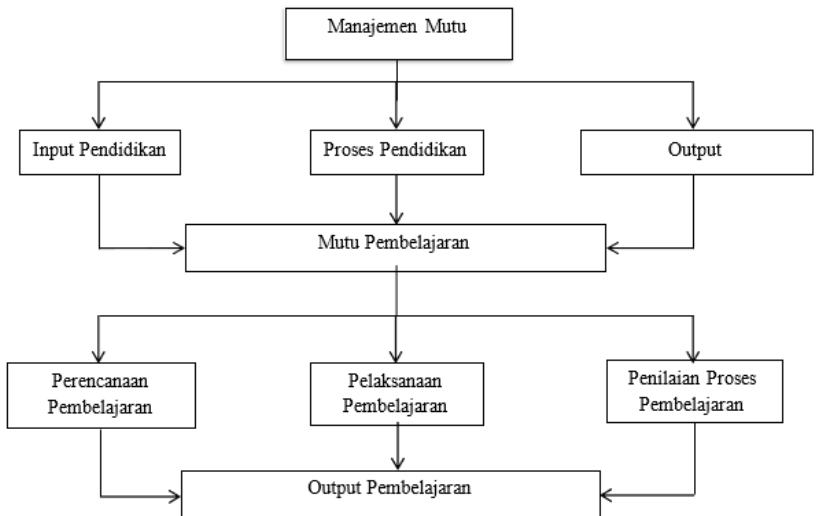 Manajemen Mutu
Input Pendidikan
Proses Pendidikan
Output
Mutu Pembelajaran
Perencanaan
Pembelajaran
Pelaksanaan
Pembelajaran
Penilaian Proses
Pembelajaran
Output Pembelajaran